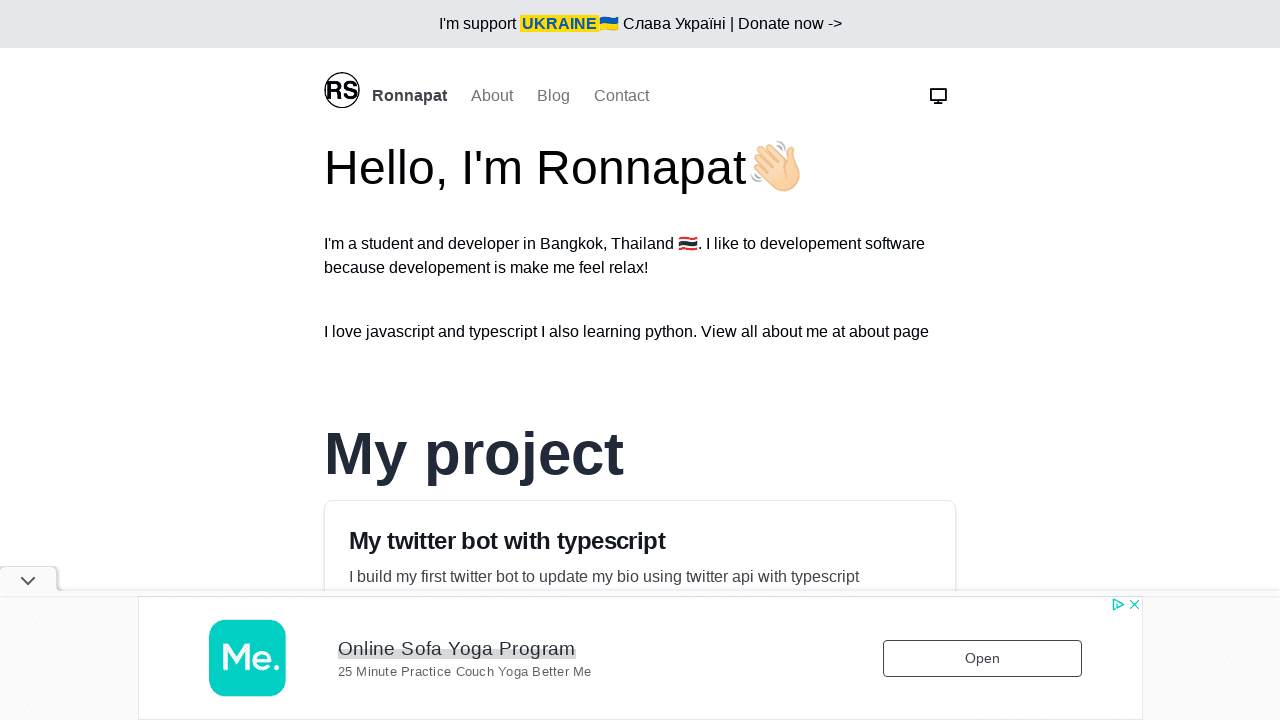 I'm support UKRAINE🇺🇦 Слава Україні | Donate now ->
RS Ronnapat About Blog Contact
Hello, I'm Ronnapat👋🏻
I'm a student and developer in Bangkok, Thailand 🇹🇭. I like to developement software
because developement is make me feel relax!
I love javascript and typescript I also learning python. View all about me at about page
My project
My twitter bot with typescript
I build my first twitter bot to update my bio using twitter api with typescript
Me.
Online Sofa Yoga Program
25 Minute Practice Couch Yoga Better Me
Open